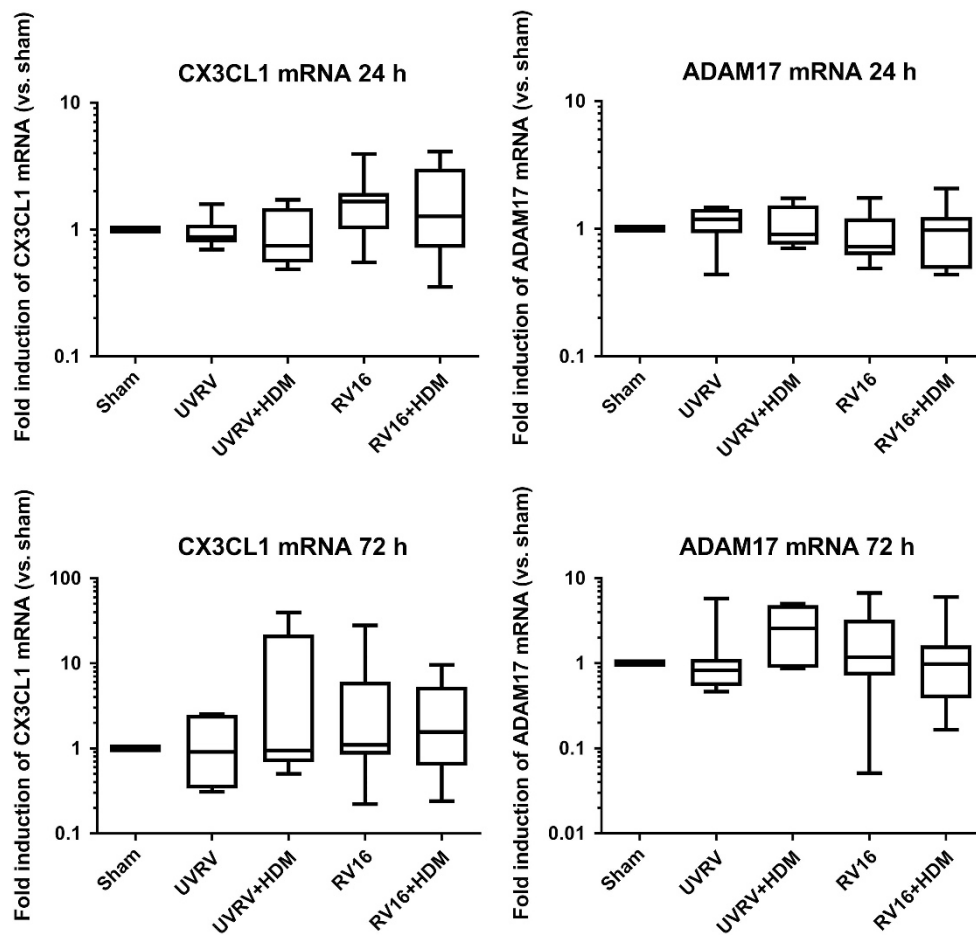 CX3CL1 mRNA 24 h
Fold induction of CX3CL1 mRNA (vs. sham)
10
1
0.1
Sham
UVRV
UVRV+HDM
RV16
RV16+HDM
ADAM17 mRNA 24 h
Fold induction of ADAM17 mRNA (vs. sham)
10
1
0.1
Sham
UVRV
UVRV+HDM
RV16
RV16+HDM
CX3CL1 mRNA 72 h
Fold induction of CX3CL1 mRNA (vs. sham)
100
10
1
0.1
Sham
UVRV
UVRV+HDM
RV16
RV16+HDM
ADAM17 mRNA 72 h
Fold induction of ADAM17 mRNA (vs. sham)
10
1
0.1
0.01
Sham
UVRV
UVRV+HDM
RV16
RV16+HDM